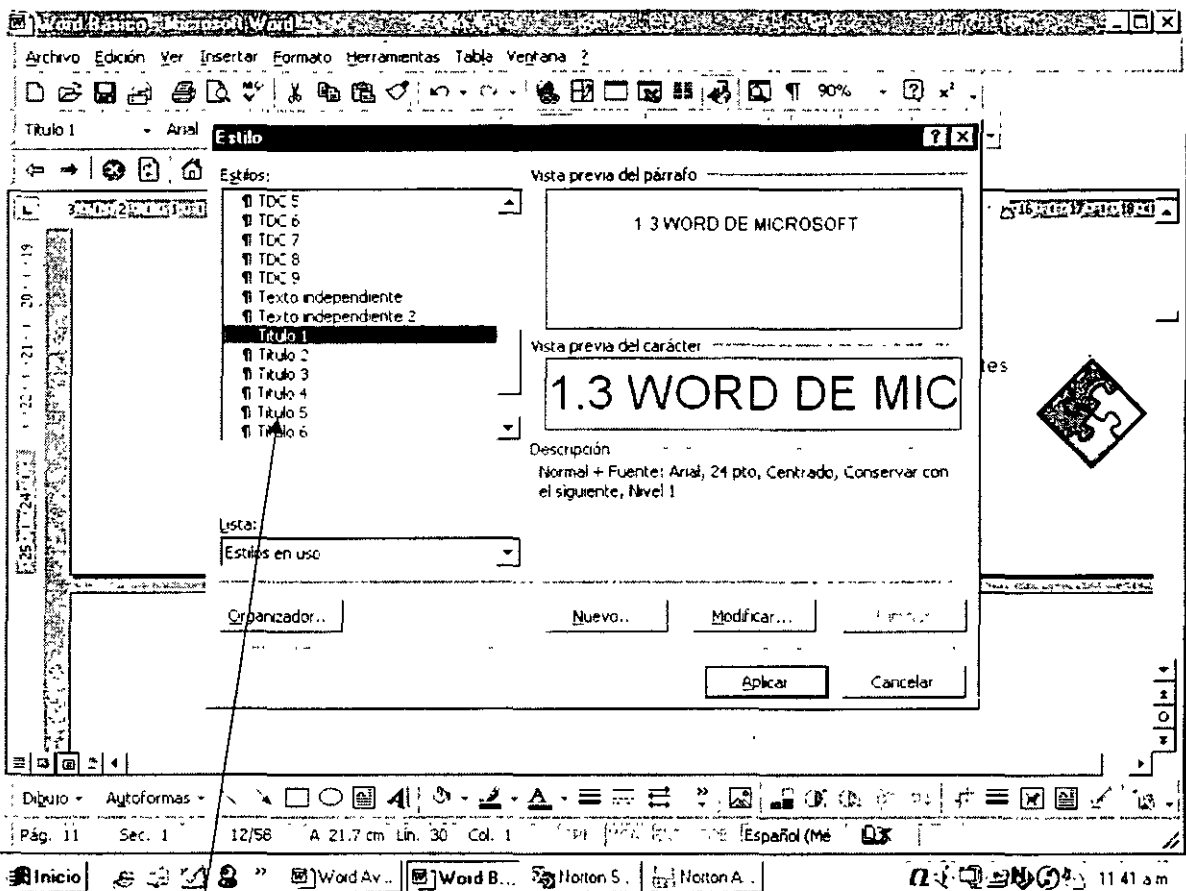 Word Básico - Microsoft Word
Archivo Edición Ver Insertar Formato Herramientas Tabla Ventana ?
90%
Título 1 Arial
Estilo
Estilos:
TDC 5
TDC 6
TDC 7
TDC 8
TDC 9
Texto independiente
Texto independiente 2
Título 1
Título 2
Título 3
Título 4
Título 5
Título 6
Vista previa del párrafo
1 3 WORD DE MICROSOFT
Vista previa del carácter
1.3 WORD DE MIC
Descripción
Normal + Fuente: Arial, 24 pto, Centrado, Conservar con
el siguiente, Nivel 1
Lista:
Estilos en uso
Organizador..
Nuevo..
Modificar...
Aplicar
Cancelar
tes
Dibujo Autoformas
Pág. 11 Sec. 1 12/58 A 21.7 cm Lín. 30 Col. 1 Español (Mé
Inicio Word Av.. Word B... Norton S. Norton A.. 11 41 a m